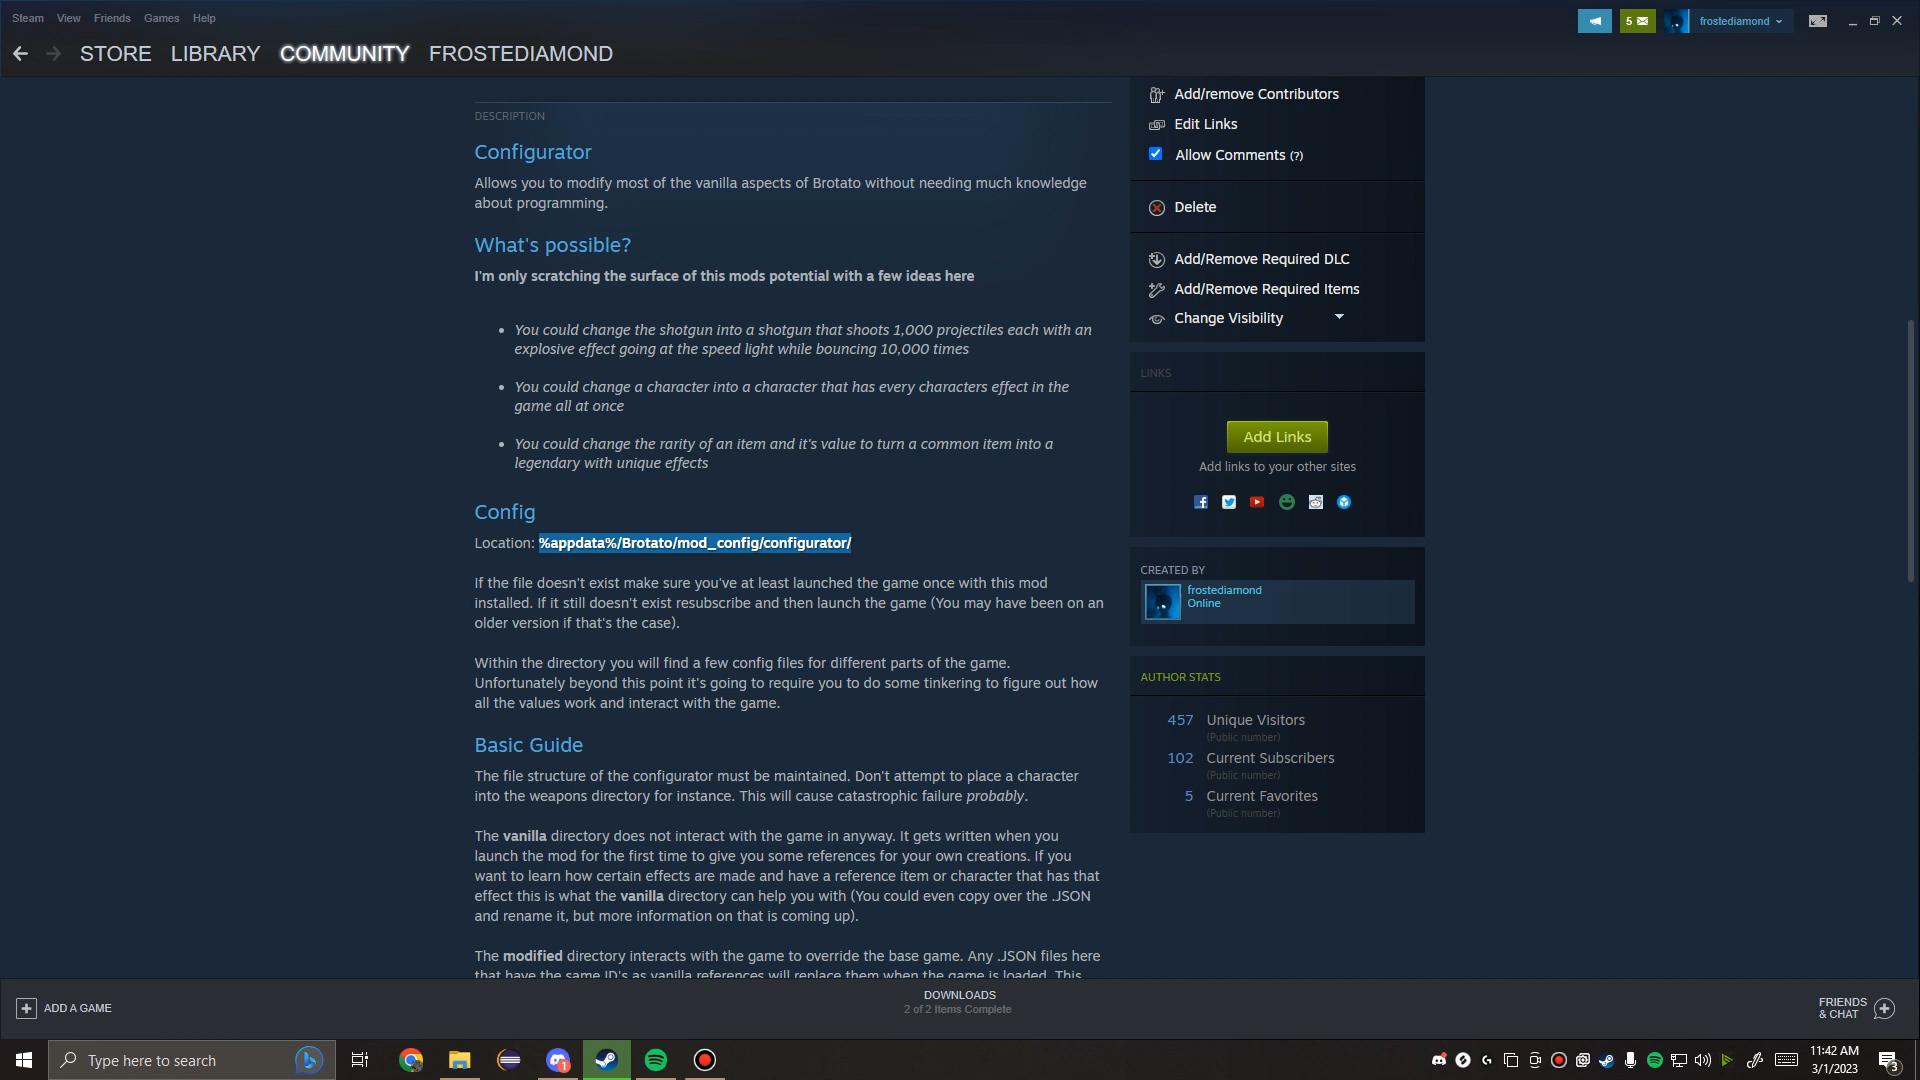 Steam View Friends Games Help
5 frostediamond
STORE LIBRARY COMMUNITY FROSTEDIAMOND
DESCRIPTION
Configurator
Allows you to modify most of the vanilla aspects of Brotato without needing much knowledge
about programming.
What's possible?
I'm only scratching the surface of this mods potential with a few ideas here
• You could change the shotgun into a shotgun that shoots 1,000 projectiles each with an
explosive effect going at the speed light while bouncing 10,000 times
• You could change a character into a character that has every characters effect in the
game all at once
• You could change the rarity of an item and it's value to turn a common item into a
legendary with unique effects
Config
Location: %appdata%/Brotato/mod_config/configurator/
If the file doesn't exist make sure you've at least launched the game once with this mod
installed. If it still doesn't exist resubscribe and then launch the game (You may have been on an
older version if that's the case).
Within the directory you will find a few config files for different parts of the game.
Unfortunately beyond this point it's going to require you to do some tinkering to figure out how
all the values work and interact with the game.
Basic Guide
The file structure of the configurator must be maintained. Don't attempt to place a character
into the weapons directory for instance. This will cause catastrophic failure probably.
The vanilla directory does not interact with the game in anyway. It gets written when you
launch the mod for the first time to give you some references for your own creations. If you
want to learn how certain effects are made and have a reference item or character that has that
effect this is what the vanilla directory can help you with (You could even copy over the .JSON
and rename it, but more information on that is coming up).
The modified directory interacts with the game to override the base game. Any .JSON files here
that have the same ID's as vanilla references will replace them when the game is loaded. This
Add/remove Contributors
Edit Links
Allow Comments (?)
Delete
Add/Remove Required DLC
Add/Remove Required Items
Change Visibility
LINKS
Add Links
Add links to your other sites
CREATED BY
frostediamond
Online
AUTHOR STATS
457 Unique Visitors
(Public number)
102 Current Subscribers
(Public number)
5 Current Favorites
(Public number)
ADD A GAME
DOWNLOADS
2 of 2 Items Complete
FRIENDS
& CHAT
Type here to search
1
11:42 AM
3/1/2023
3